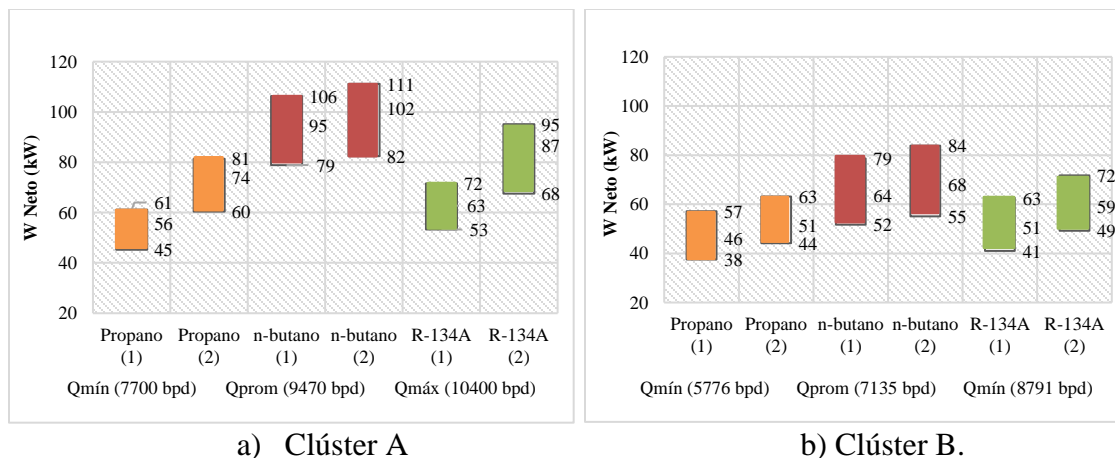 120
100
80
60
40
20
W Neto (kW)
61
56
45
81
74
60
106
95
79
111
102
82
72
63
53
95
87
68
Propano (1)
Propano (2)
n-butano (1)
n-butano (2)
R-134A (1)
R-134A (2)
Qmín (7700 bpd) Qprom (9470 bpd) Qmáx (10400 bpd)
a) Clúster A
120
100
80
60
40
20
W Neto (kW)
57
46
38
63
51
44
79
64
52
84
68
55
63
51
41
72
59
49
Propano (1)
Propano (2)
n-butano (1)
n-butano (2)
R-134A (1)
R-134A (2)
Qmín (5776 bpd) Qprom (7135 bpd) Qmín (8791 bpd)
b) Clúster B.